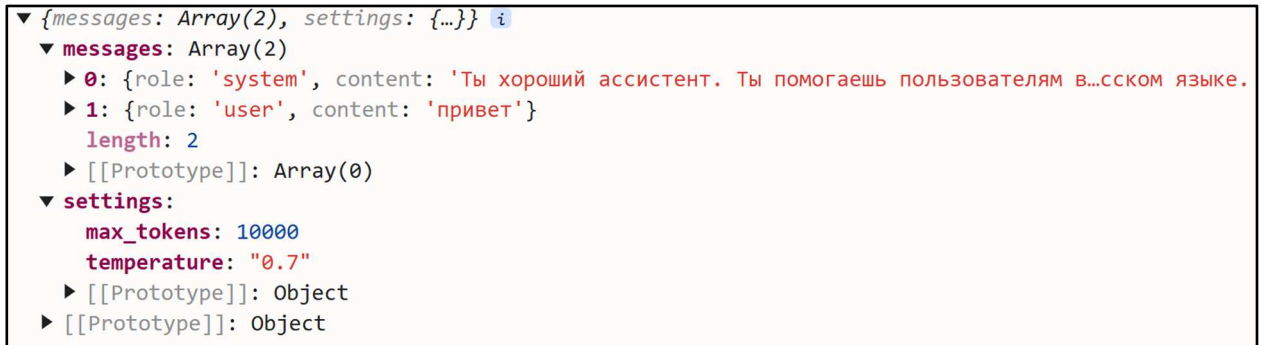 ▼ {messages: Array(2), settings: {…}} i
▼ messages: Array(2)
▶ 0: {role: 'system', content: 'Ты хороший ассистент. Ты помогаешь пользователям в…сском языке.
▶ 1: {role: 'user', content: 'привет'}
length: 2
▶ [[Prototype]]: Array(0)
▼ settings:
max_tokens: 10000
temperature: "0.7"
▶ [[Prototype]]: Object
▶ [[Prototype]]: Object